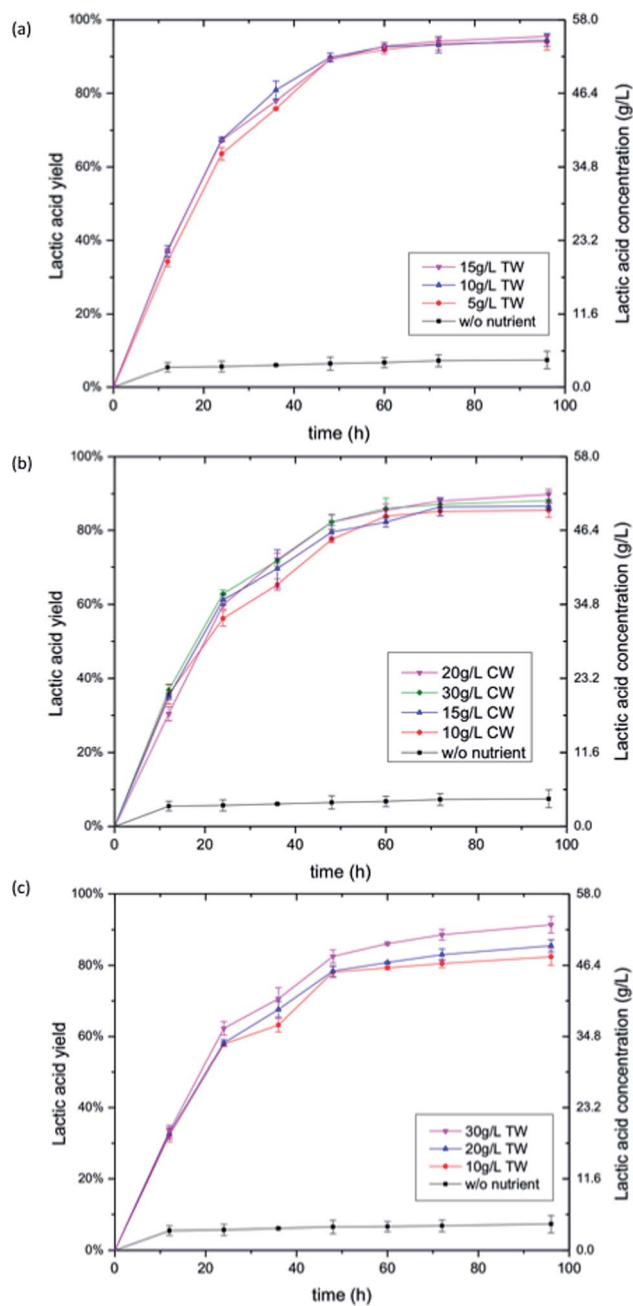 (a)
100%
80%
60%
40%
20%
0%
Lactic acid yield
58.0
46.4
34.8
23.2
11.6
0.0
Lactic acid concentration (g/L)
15g/L TW
10g/L TW
5g/L TW
w/o nutrient
0 20 40 60 80 100
time (h)
(b)
100%
80%
60%
40%
20%
0%
Lactic acid yield
58.0
46.4
34.8
23.2
11.6
0.0
Lactic acid concentration (g/L)
20g/L CW
30g/L CW
15g/L CW
10g/L CW
w/o nutrient
0 20 40 60 80 100
time (h)
(c)
100%
80%
60%
40%
20%
0%
Lactic acid yield
58.0
46.4
34.8
23.2
11.6
0.0
Lactic acid concentration (g/L)
30g/L TW
20g/L TW
10g/L TW
w/o nutrient
0 20 40 60 80 100
time (h)